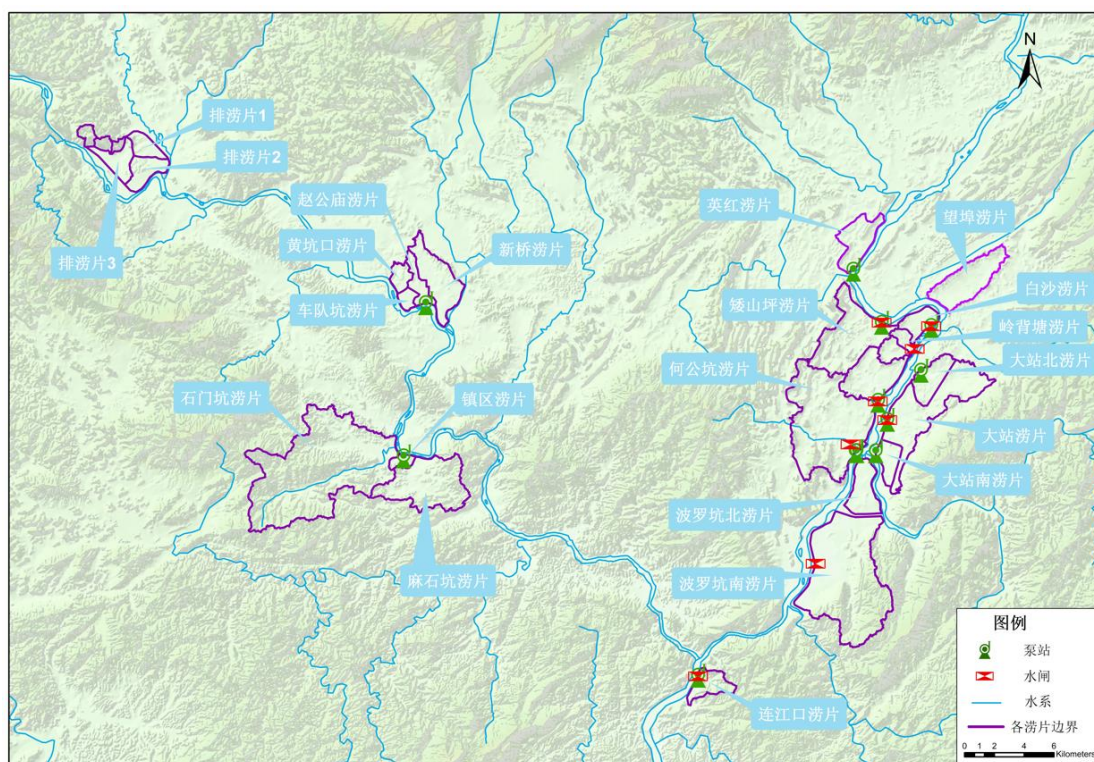 N
排涝片1
排涝片2
排涝片3
赵公庙涝片
黄坑口涝片
新桥涝片
车队坑涝片
英红涝片
望埠涝片
矮山坪涝片
白沙涝片
岭背塘涝片
何公坑涝片
大站北涝片
石门坑涝片
镇区涝片
大站涝片
大站南涝片
波罗坑北涝片
麻石坑涝片
波罗坑南涝片
连江口涝片
图例
泵站
水闸
水系
各涝片边界
0 1 2 4 6
Kilometers